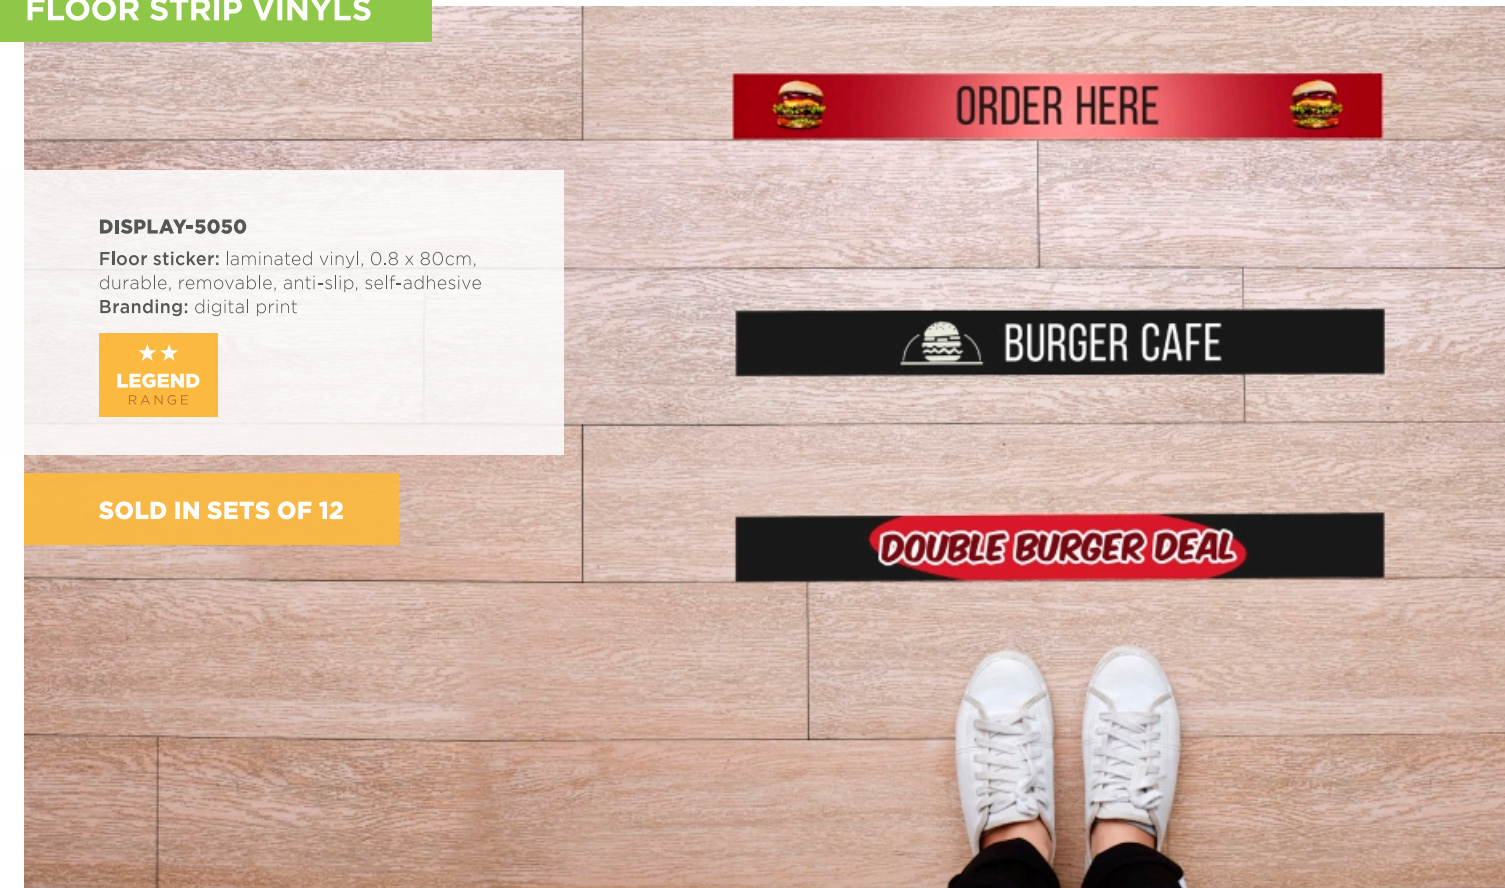 FLOOR STRIP VINYLS
ORDER HERE
DISPLAY-5050
Floor sticker: laminated vinyl, 0.8 x 80cm,
durable, removable, anti-slip, self-adhesive
Branding: digital print
LEGEND
RANGE
BURGER CAFE
SOLD IN SETS OF 12
DOUBLE BURGER DEAL